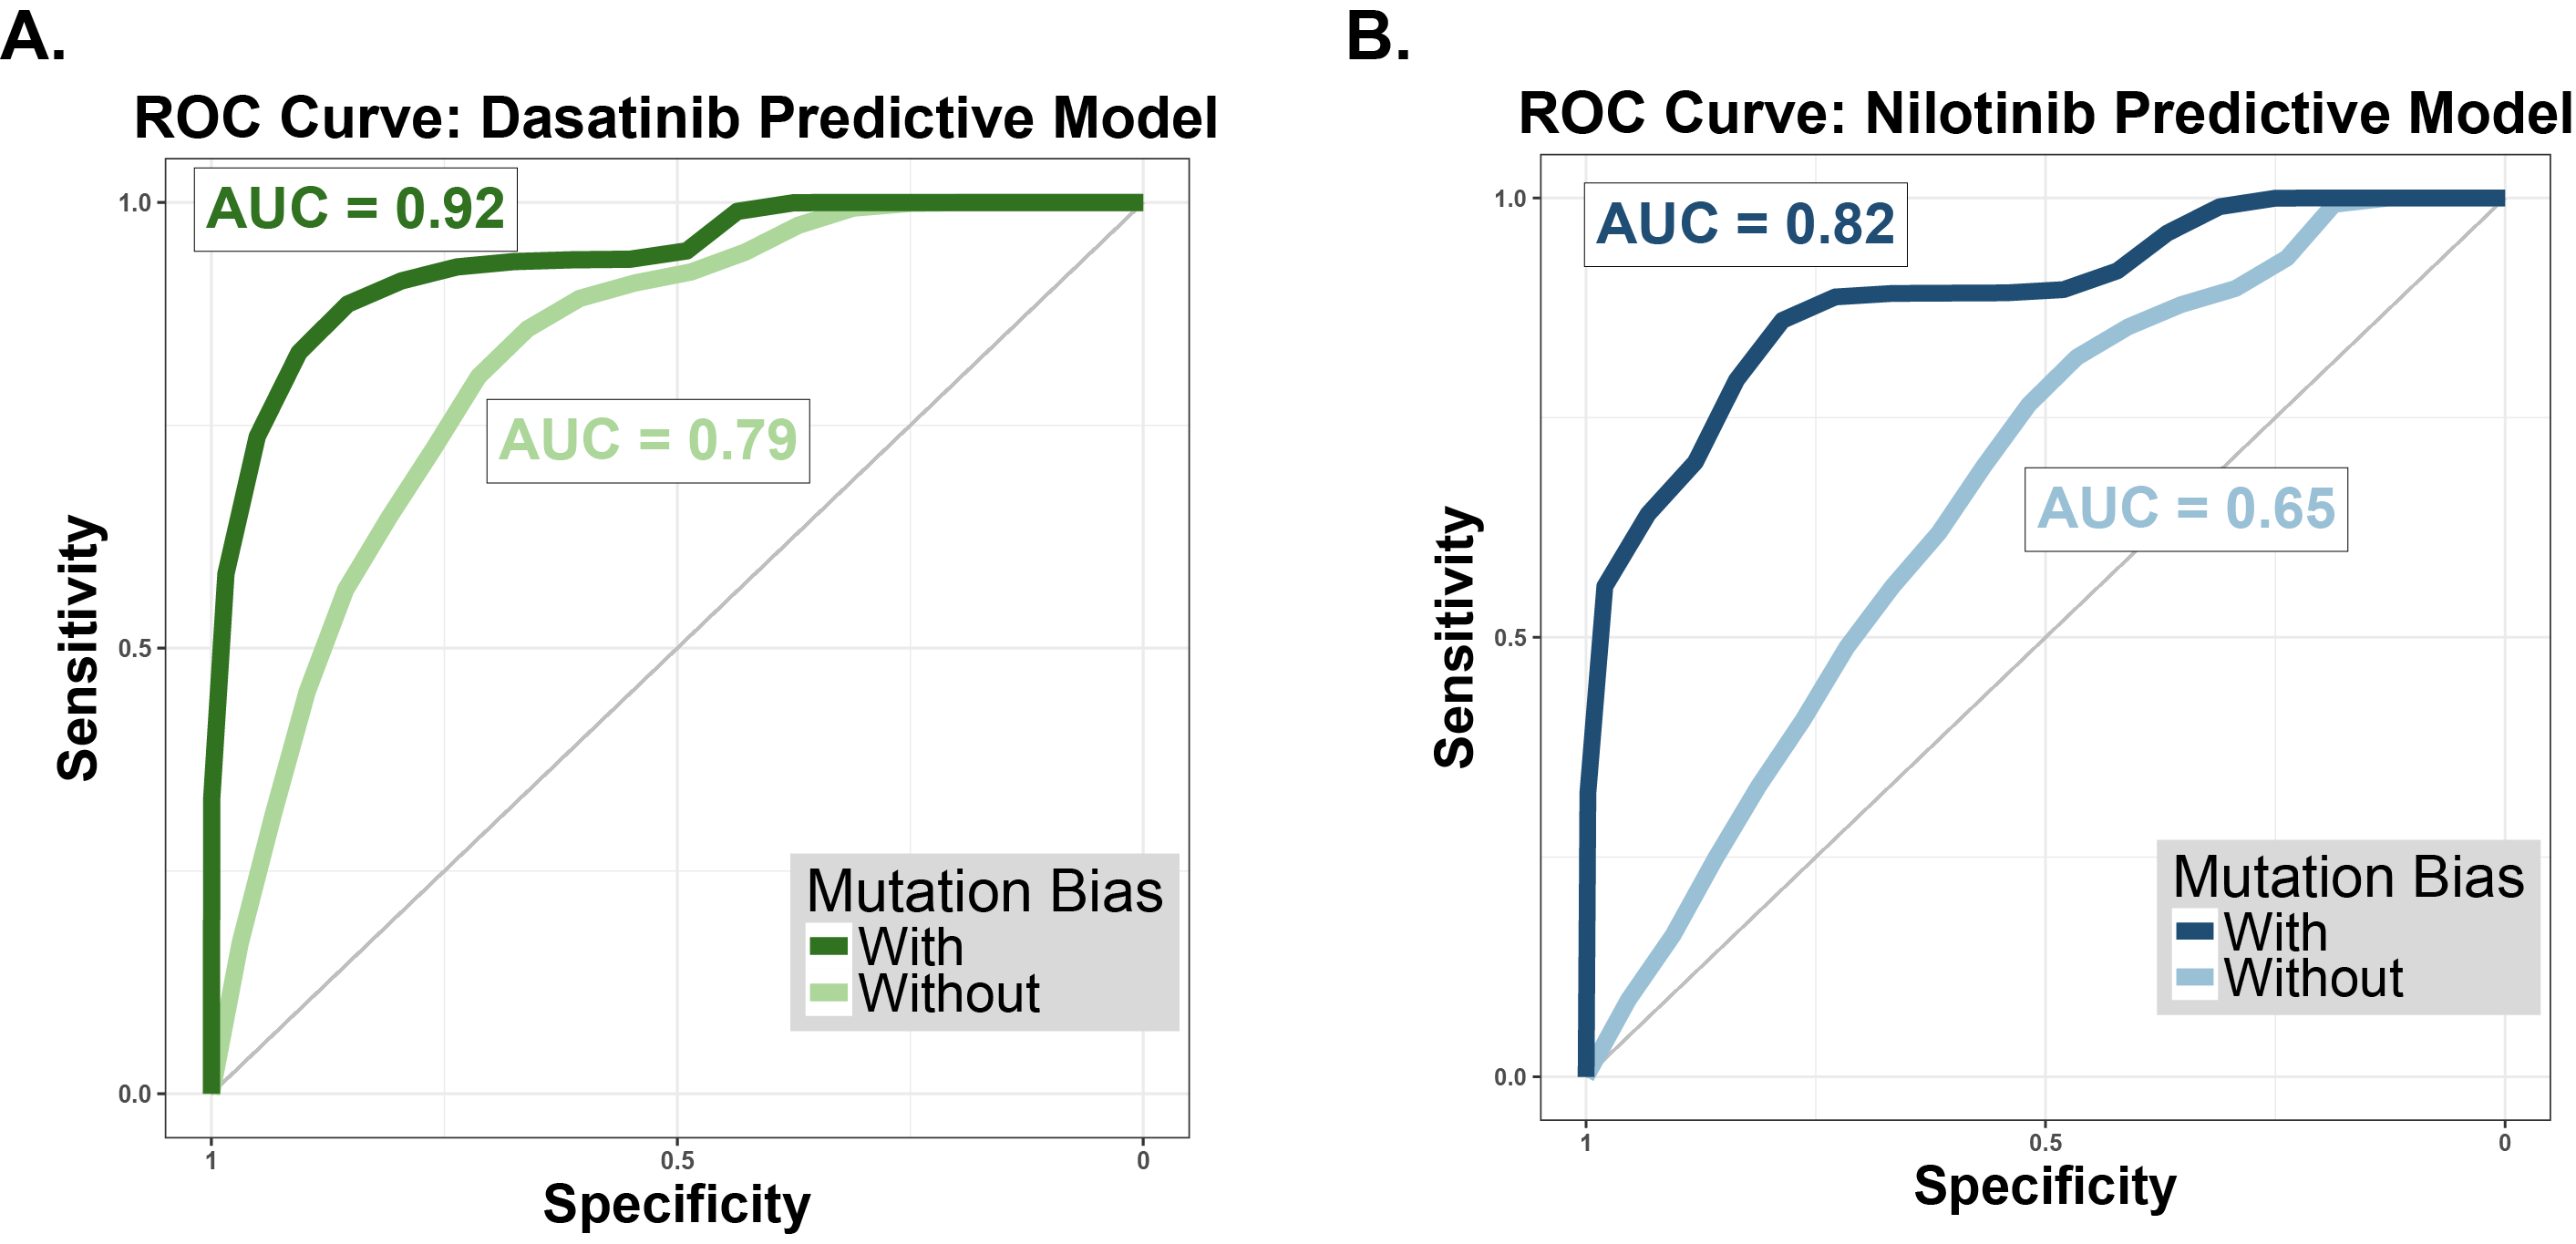 A.
ROC Curve: Dasatinib Predictive Model
AUC = 0.92
AUC = 0.79
1.0
0.5
0.0
Sensitivity
Mutation Bias
With
Without
1
0.5
0
Specificity
B.
ROC Curve: Nilotinib Predictive Model
AUC = 0.82
AUC = 0.65
1.0
0.5
0.0
Sensitivity
Mutation Bias
With
Without
1
0.5
0
Specificity